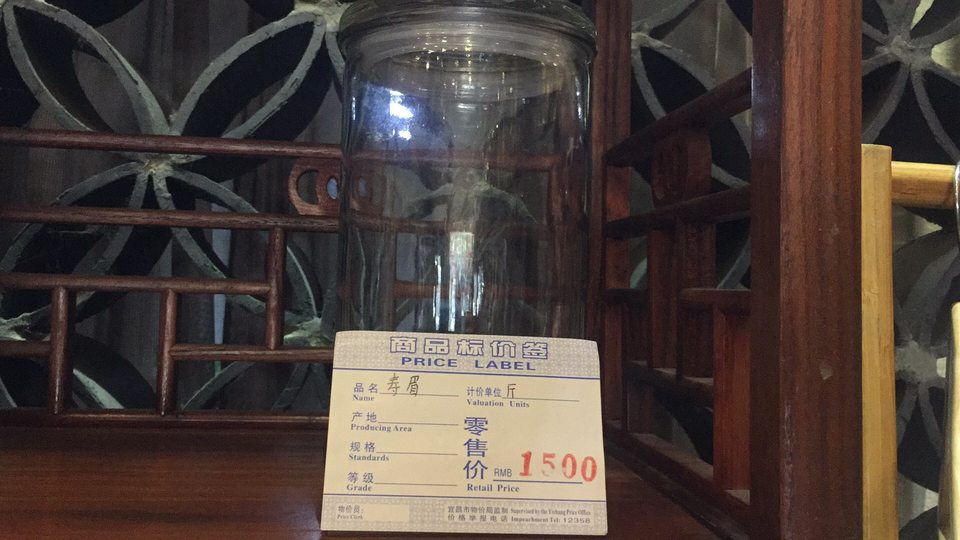 商品标价签
PRICE LABEL
品名 寿眉 计价单位 斤
Name Valuation Units
产地
Producing Area
规格
Standards
等级
Grade
零售价 RMB 1500
Retail Price
物价员:
Price Clerk
宜昌市物价局监制 Supervised by the Yichang Price Office
价格举报电话 Impeachment Tel: 12358